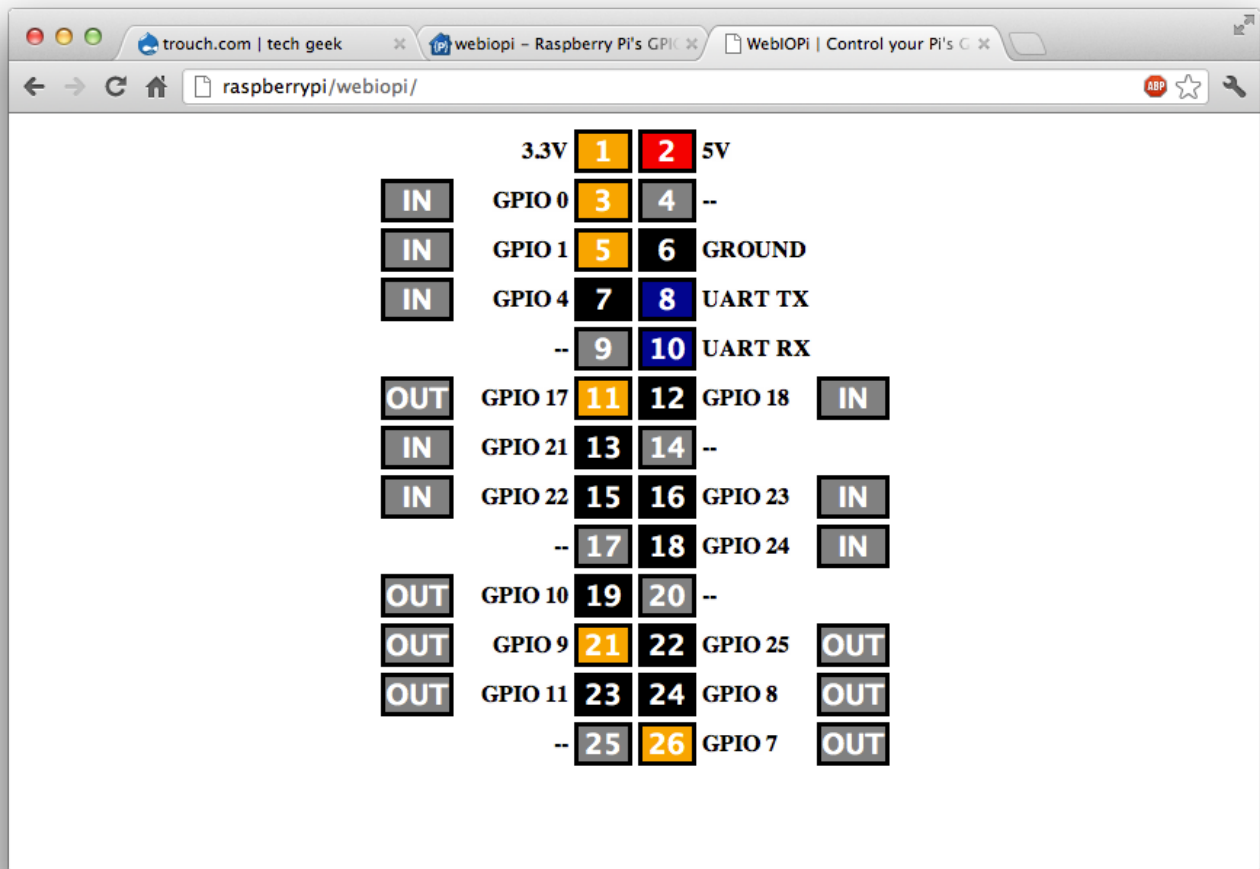 trouch.com | tech geek webiopi – Raspberry Pi's GPI WebIOPi | Control your Pi's G
raspberrypi/webiopi/ ABP
3.3V 1 2 5V
IN GPIO 0 3 4 --
IN GPIO 1 5 6 GROUND
IN GPIO 4 7 8 UART TX
-- 9 10 UART RX
OUT GPIO 17 11 12 GPIO 18 IN
IN GPIO 21 13 14 --
IN GPIO 22 15 16 GPIO 23 IN
-- 17 18 GPIO 24 IN
OUT GPIO 10 19 20 --
OUT GPIO 9 21 22 GPIO 25 OUT
OUT GPIO 11 23 24 GPIO 8 OUT
-- 25 26 GPIO 7 OUT